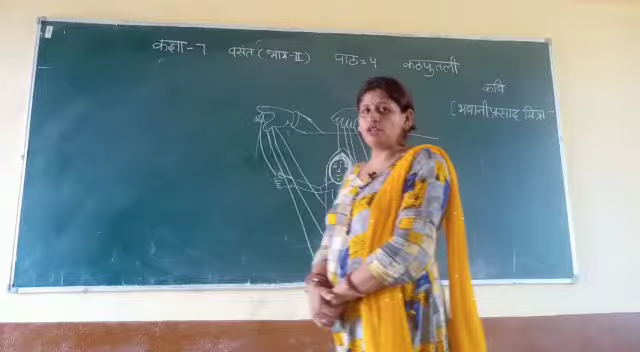 कक्षा-7 वसंत (भाग-II) पाठ=4 कठपुतली
कवि
[भवानीप्रसाद मिश्र-